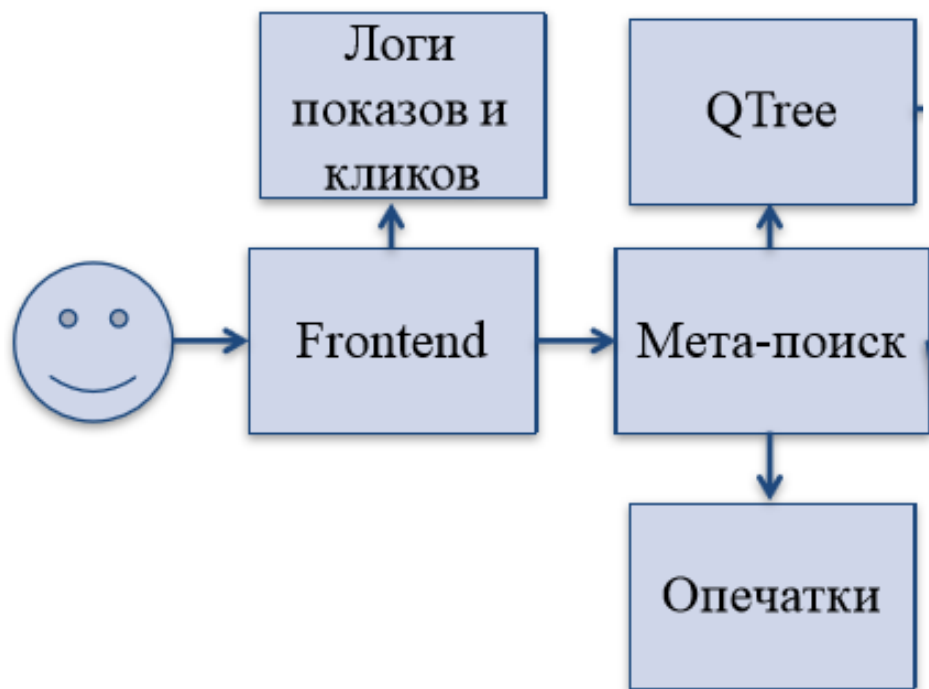 Логи
показов и
кликов
QTree
Frontend
Мета-поиск
Опечатки